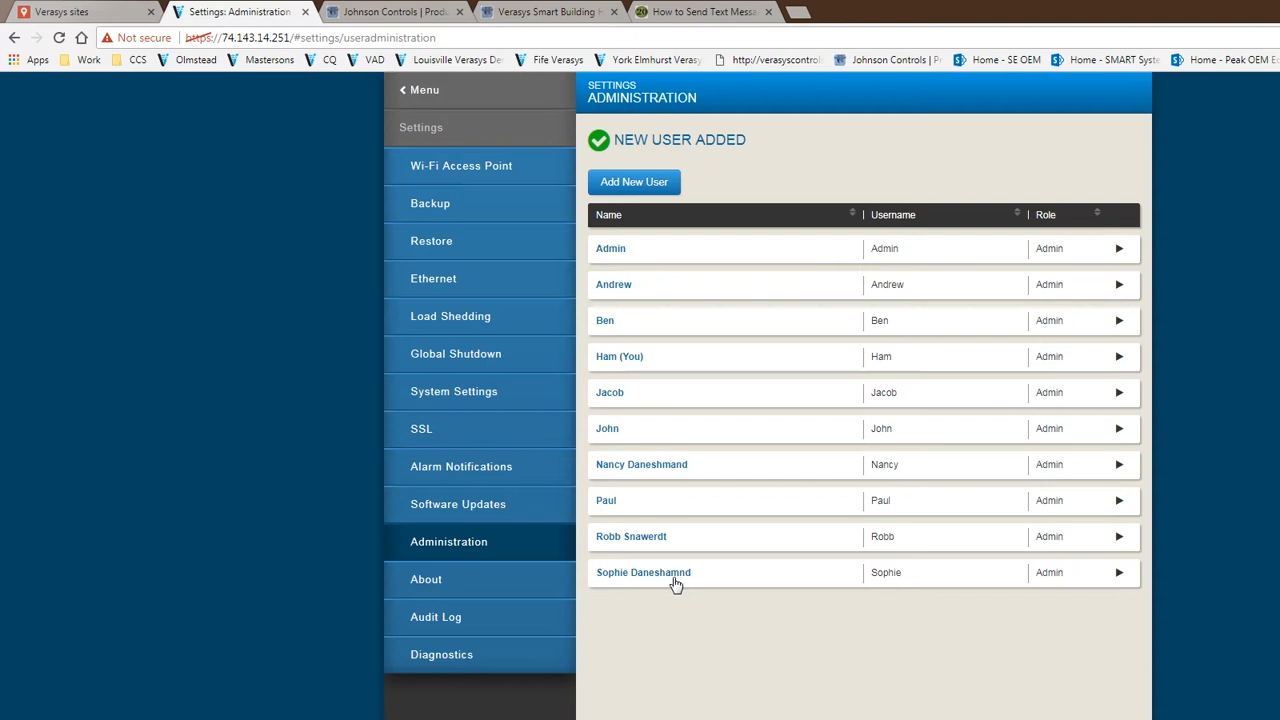 Verasys sites
Settings: Administration
Johnson Controls | Produ
Verasys Smart Building H
How to Send Text Messa
Not secure
https://74.143.14.251/#settings/useradministration
Apps Work CCS Olmstead Mastersons CQ VAD Louisville Verasys De Fife Verasys York Elmhurst Verasy http://verasyscontrol Johnson Controls | Pr Home - SE OEM Home - SMART System Home - Peak OEM E
Menu
Settings
Wi-Fi Access Point
Backup
Restore
Ethernet
Load Shedding
Global Shutdown
System Settings
SSL
Alarm Notifications
Software Updates
Administration
About
Audit Log
Diagnostics
SETTINGS
ADMINISTRATION
NEW USER ADDED
Add New User
Name Username Role
Admin Admin Admin
Andrew Andrew Admin
Ben Ben Admin
Ham (You) Ham Admin
Jacob Jacob Admin
John John Admin
Nancy Daneshmand Nancy Admin
Paul Paul Admin
Robb Snawerdt Robb Admin
Sophie Daneshamnd Sophie Admin